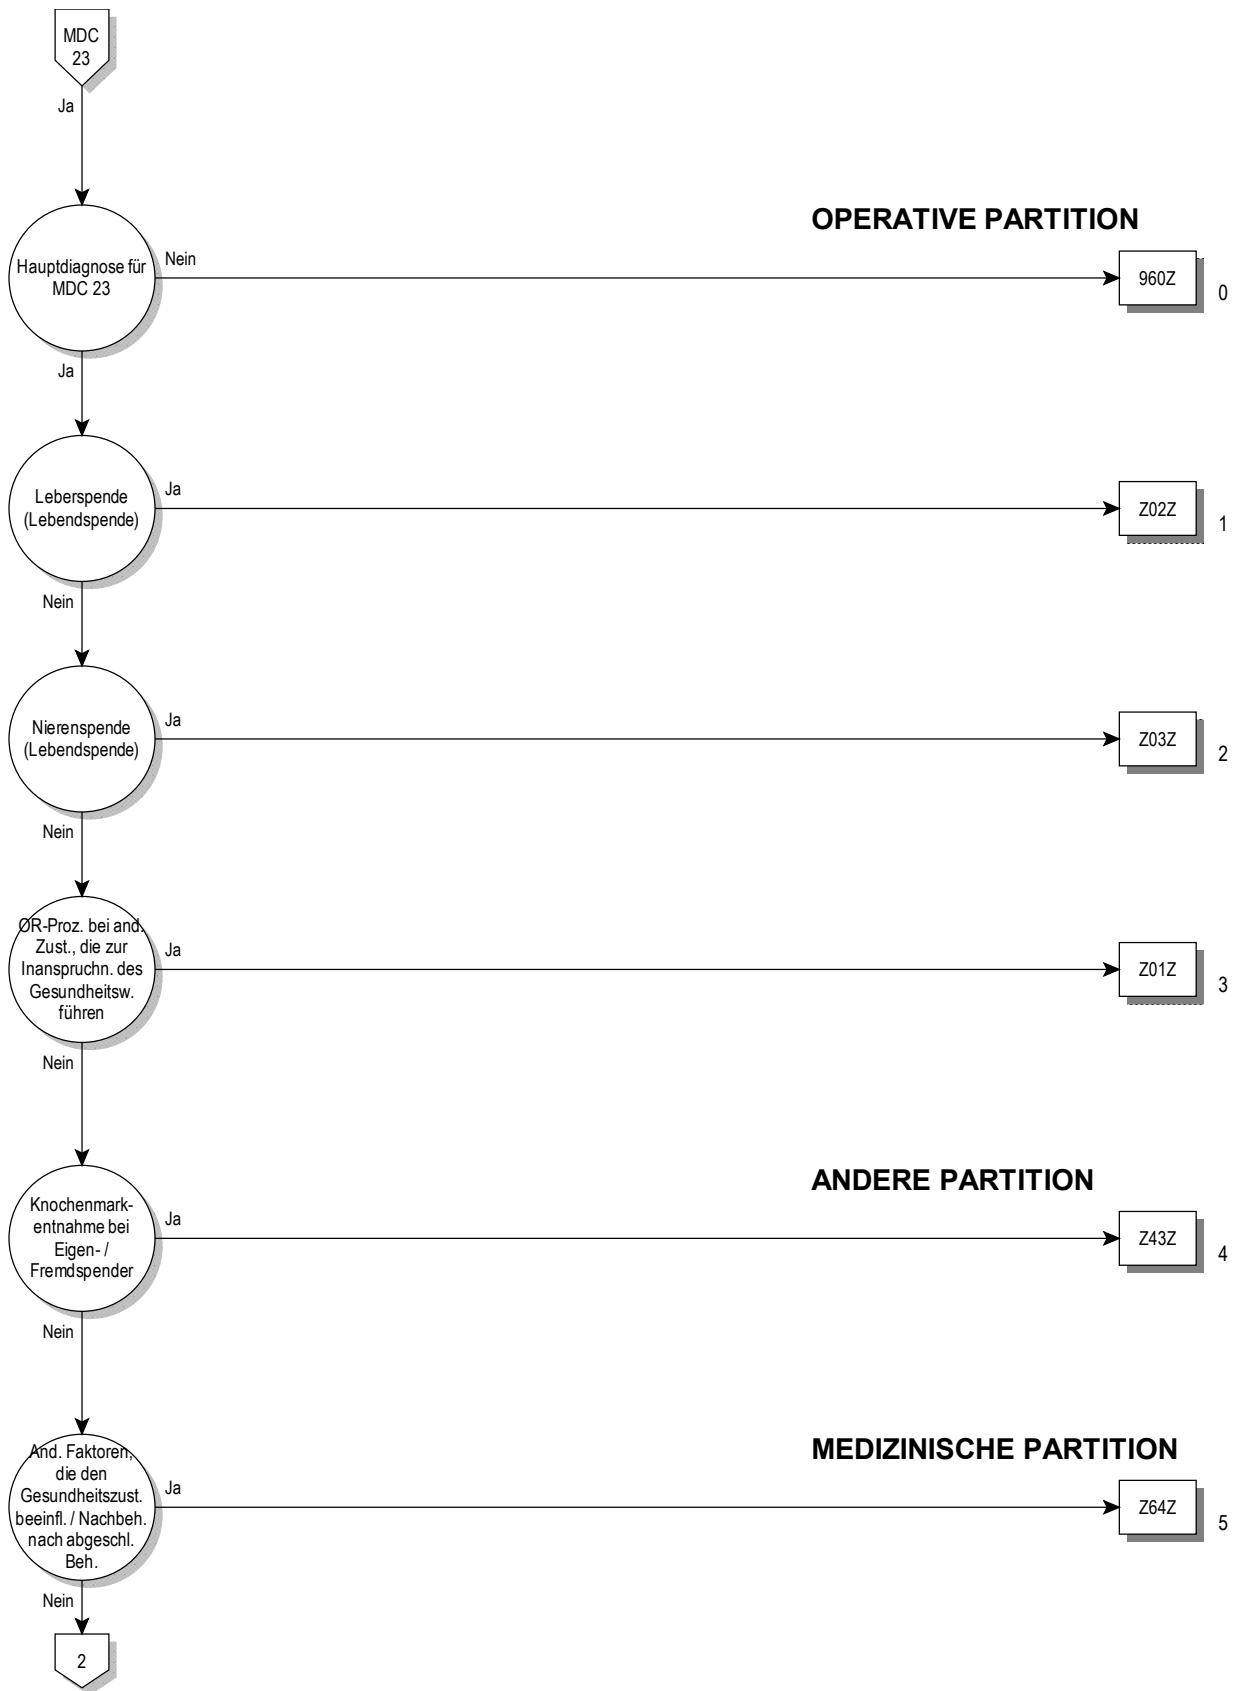 MDC
23
Ja
OPERATIVE PARTITION
Hauptdiagnose für
MDC 23
Nein
960Z
0
Ja
Leberspende
(Lebendspende)
Ja
Z02Z
1
Nein
Nierenspende
(Lebendspende)
Ja
Z03Z
2
Nein
OR-Proz. bei and.
Zust., die zur
Inanspruchn. des
Gesundheitsw.
führen
Ja
Z01Z
3
Nein
ANDERE PARTITION
Knochenmark-
entnahme bei
Eigen- /
Fremdspender
Ja
Z43Z
4
Nein
MEDIZINISCHE PARTITION
And. Faktoren,
die den
Gesundheitszust.
beeinfl. / Nachbeh.
nach abgeschl.
Beh.
Ja
Z64Z
5
Nein
2